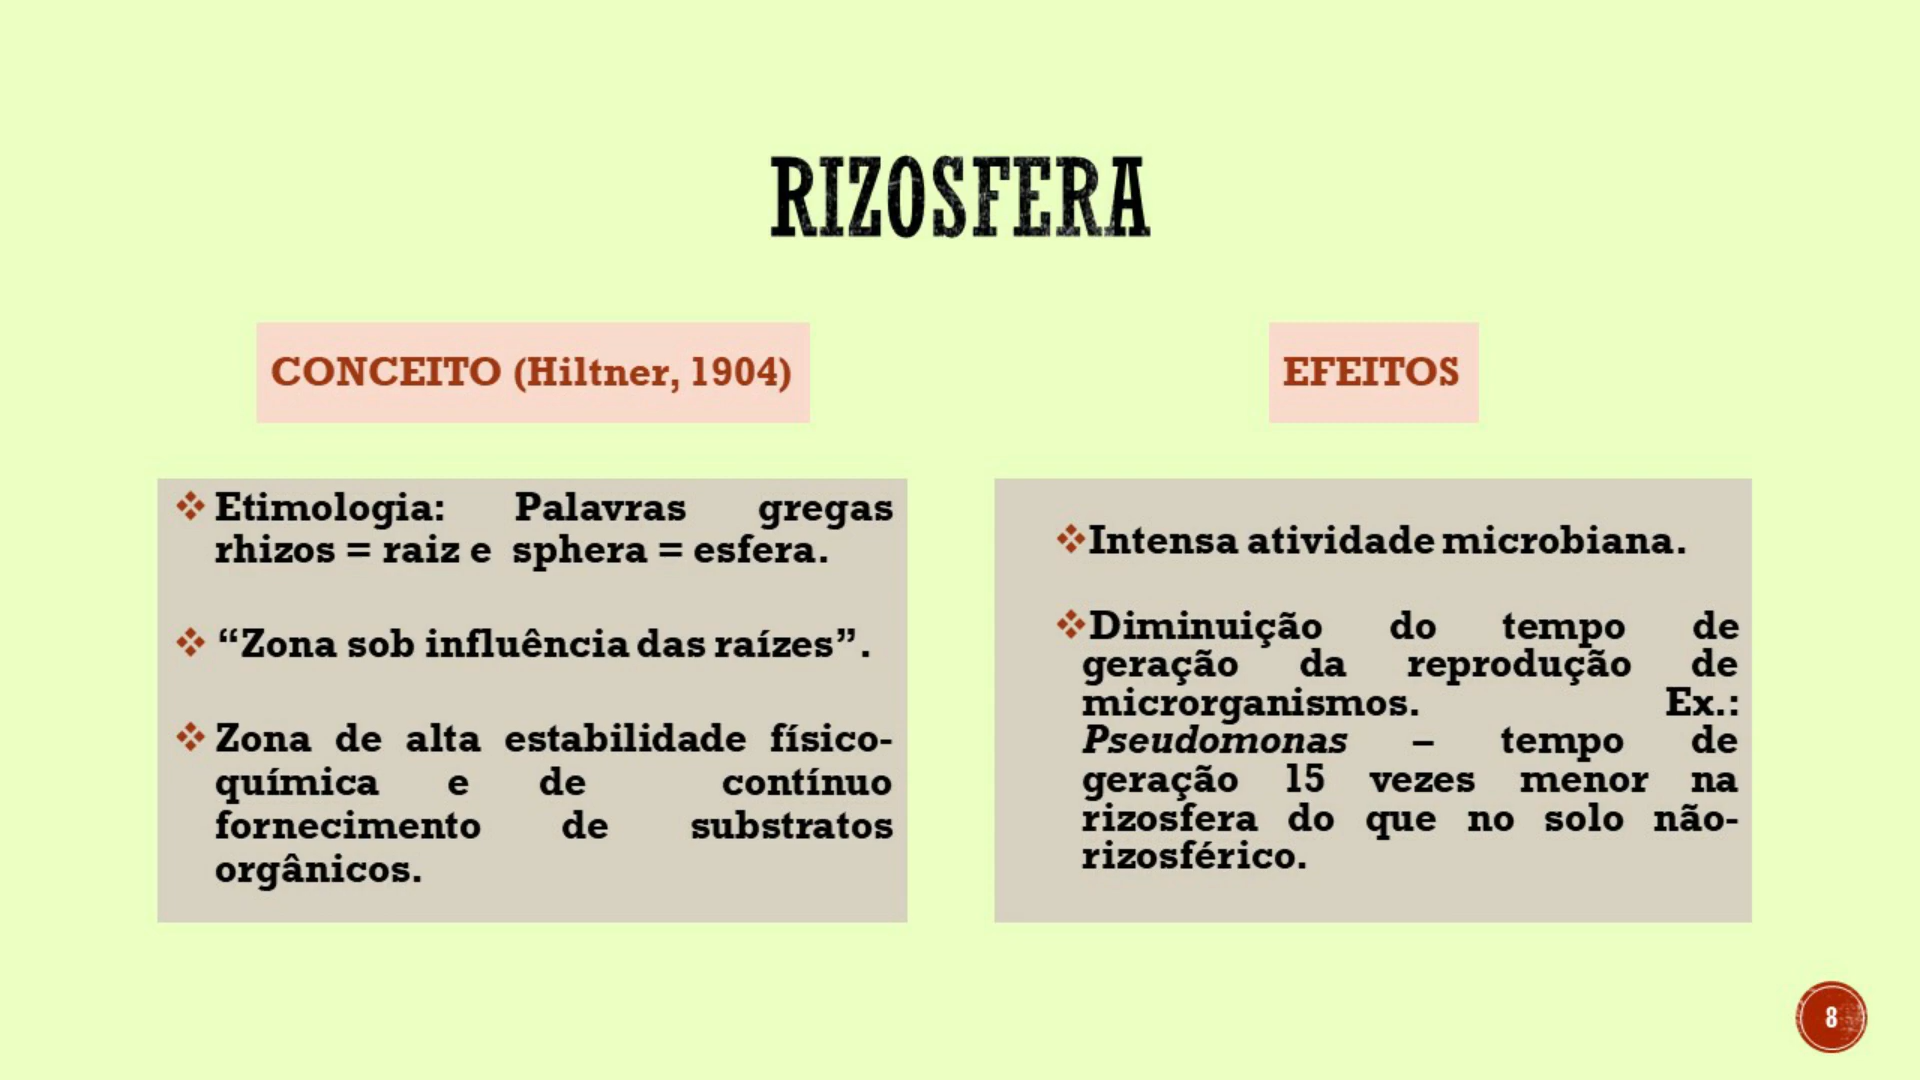 RIZOSFERA
CONCEITO (Hiltner, 1904)
Etimologia: Palavras gregas
rhizos = raiz e sphera = esfera.
“Zona sob influência das raízes”.
Zona de alta estabilidade físico-
química e de contínuo
fornecimento de substratos
orgânicos.
EFEITOS
Intensa atividade microbiana.
Diminuição do tempo de
geração da reprodução de
microrganismos. Ex.:
Pseudomonas – tempo de
geração 15 vezes menor na
rizosfera do que no solo não-
rizosférico.
8